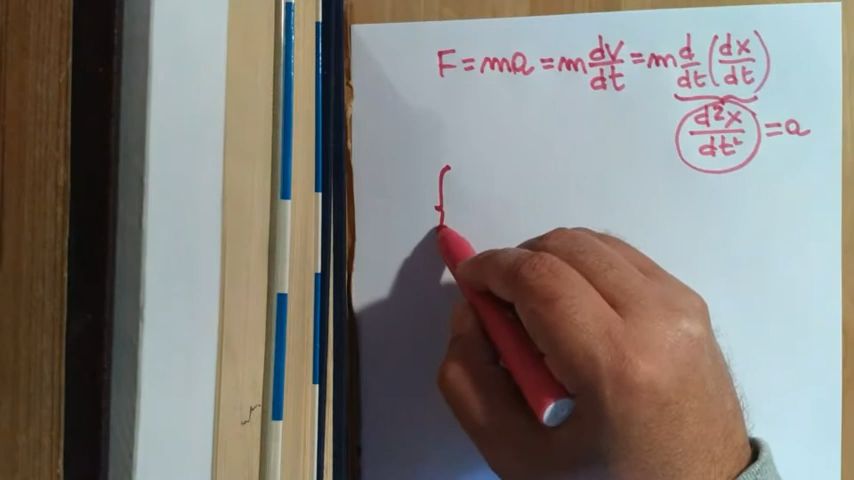 F = ma = m dv/dt = m d/dt (dx/dt)
d²x/dt² = a
{